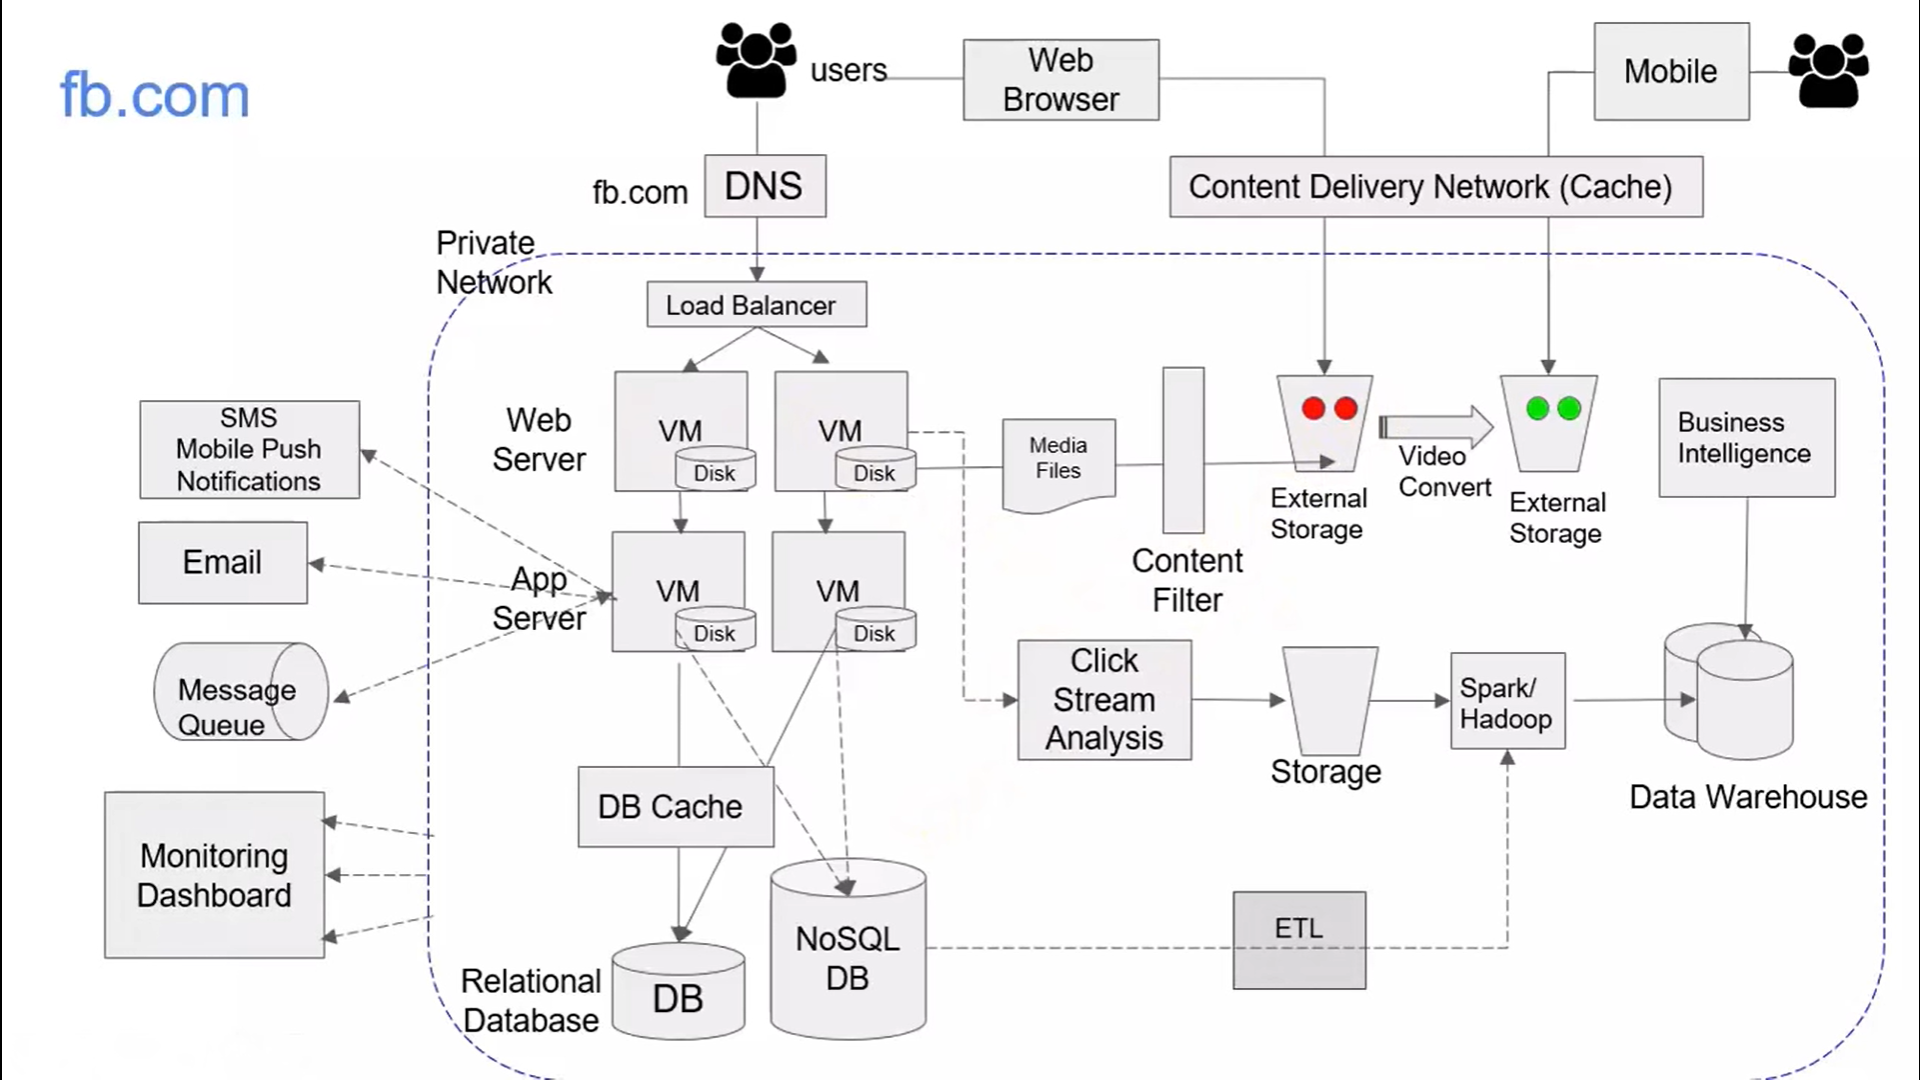 fb.com
users
Web
Browser
Mobile
fb.com
DNS
Content Delivery Network (Cache)
Private
Network
Load Balancer
Web
Server
VM
Disk
VM
Disk
Media
Files
Content
Filter
External
Storage
Video
Convert
External
Storage
Business
Intelligence
SMS
Mobile Push
Notifications
Email
Message
Queue
App
Server
VM
Disk
VM
Disk
Click
Stream
Analysis
Storage
Spark/
Hadoop
Data Warehouse
Monitoring
Dashboard
DB Cache
Relational
Database
DB
NoSQL
DB
ETL